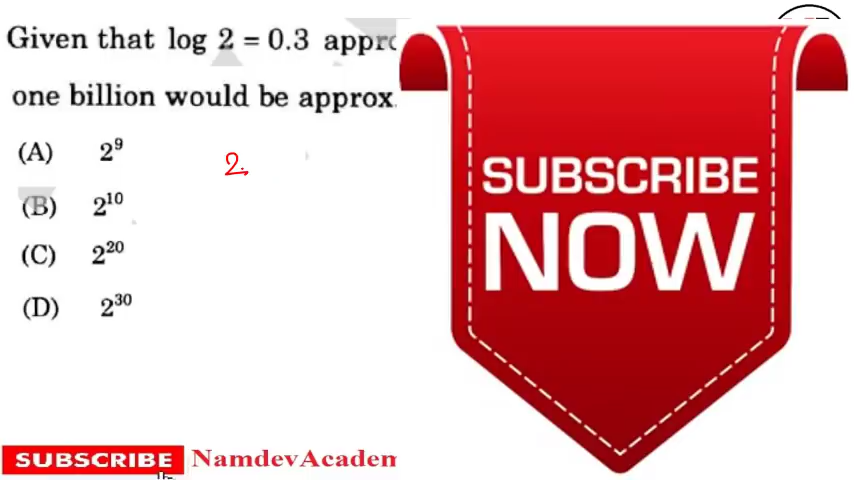 Given that log 2 = 0.3
one billion would be approx.
(A) 2⁹
2.
(B) 2¹⁰
(C) 2²⁰
(D) 2³⁰
SUBSCRIBE
NOW
SUBSCRIBE NamdevAcadem